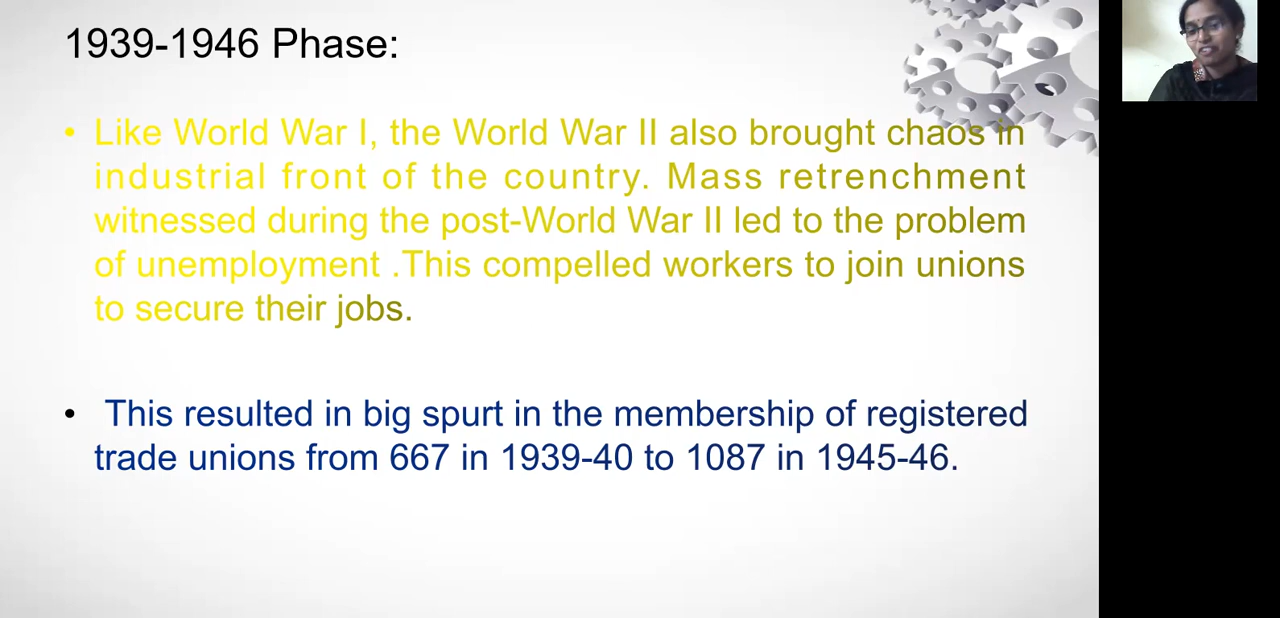 1939-1946 Phase:
• Like World War I, the World War II also brought chaos in
industrial front of the country. Mass retrenchment
witnessed during the post-World War II led to the problem
of unemployment .This compelled workers to join unions
to secure their jobs.
• This resulted in big spurt in the membership of registered
trade unions from 667 in 1939-40 to 1087 in 1945-46.